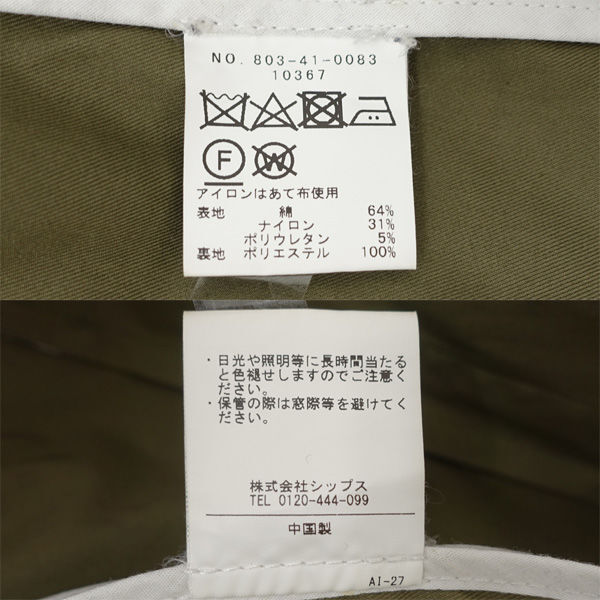 NO. 803-41-0083
10367
F W
アイロンはあて布使用
表地 綿 64%
ナイロン 31%
ポリウレタン 5%
裏地 ポリエステル 100%
・日光や照明等に長時間当たる
と色褪せしますのでご注意く
ださい。
・保管の際は窓際等を避けてく
ださい。
株式会社シップス
TEL 0120-444-099
中国製
AI-27